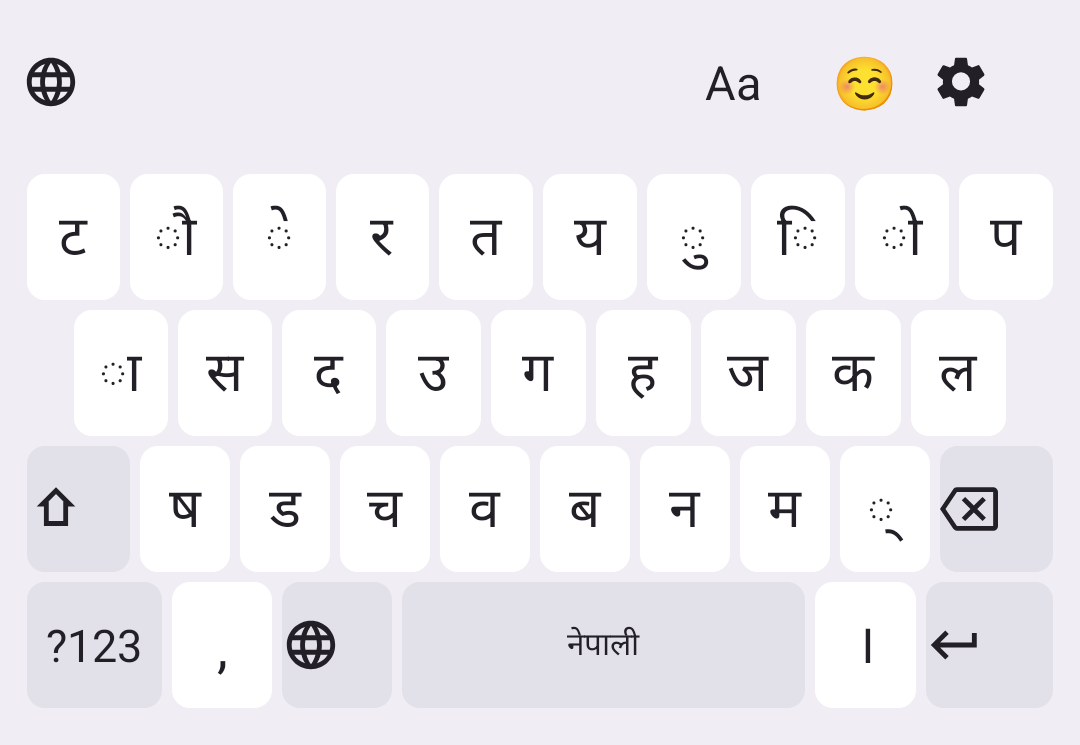 Aa
ट ौ े र त य ु ि ो प
ा स द उ ग ह ज क ल
ष ड च व ब न म ्
?123 , नेपाली ।